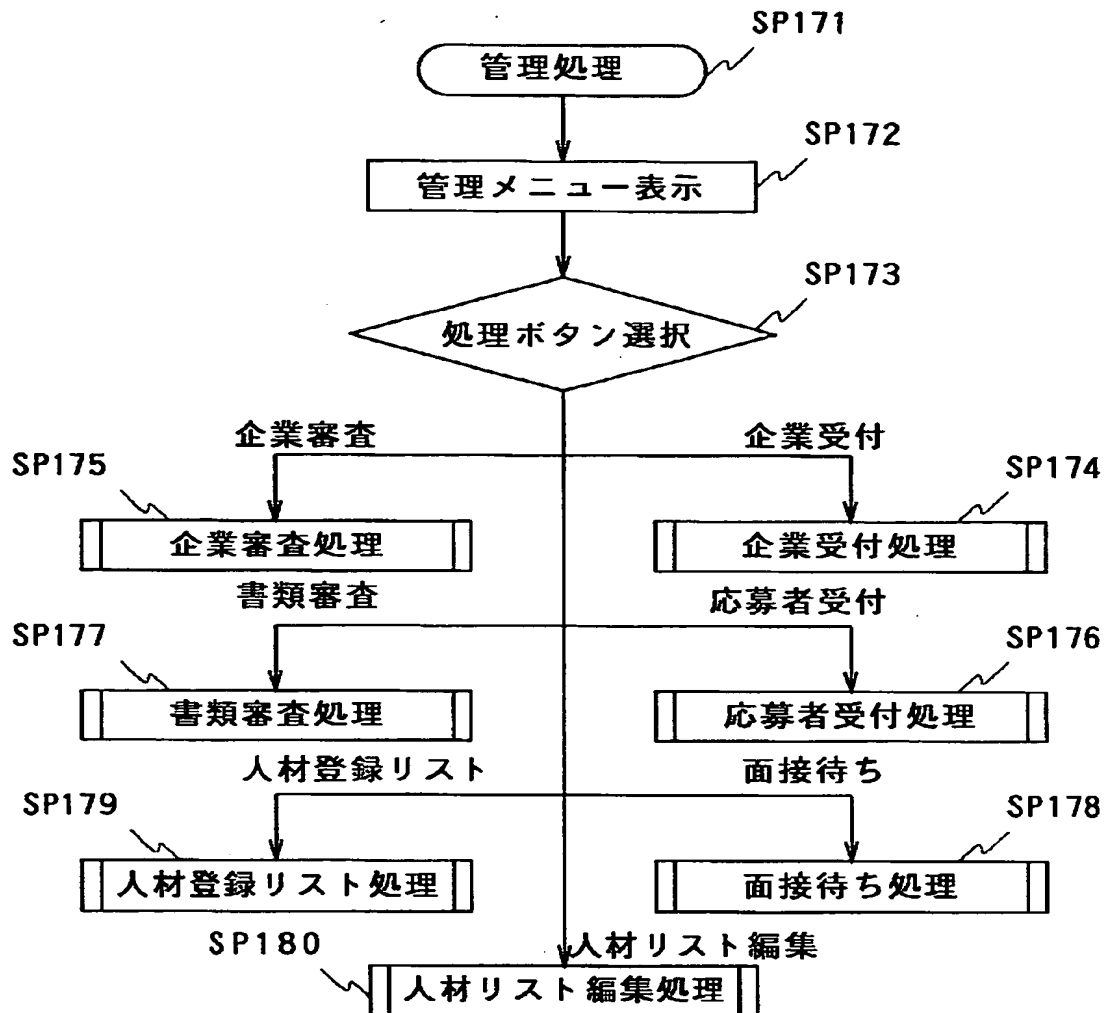 SP171
管理処理
SP172
管理メニュー表示
SP173
処理ボタン選択
企業審査
企業受付
SP175
SP174
企業審査処理
企業受付処理
書類審査
応募者受付
SP177
SP176
書類審査処理
応募者受付処理
人材登録リスト
面接待ち
SP179
SP178
人材登録リスト処理
面接待ち処理
SP180
人材リスト編集
人材リスト編集処理